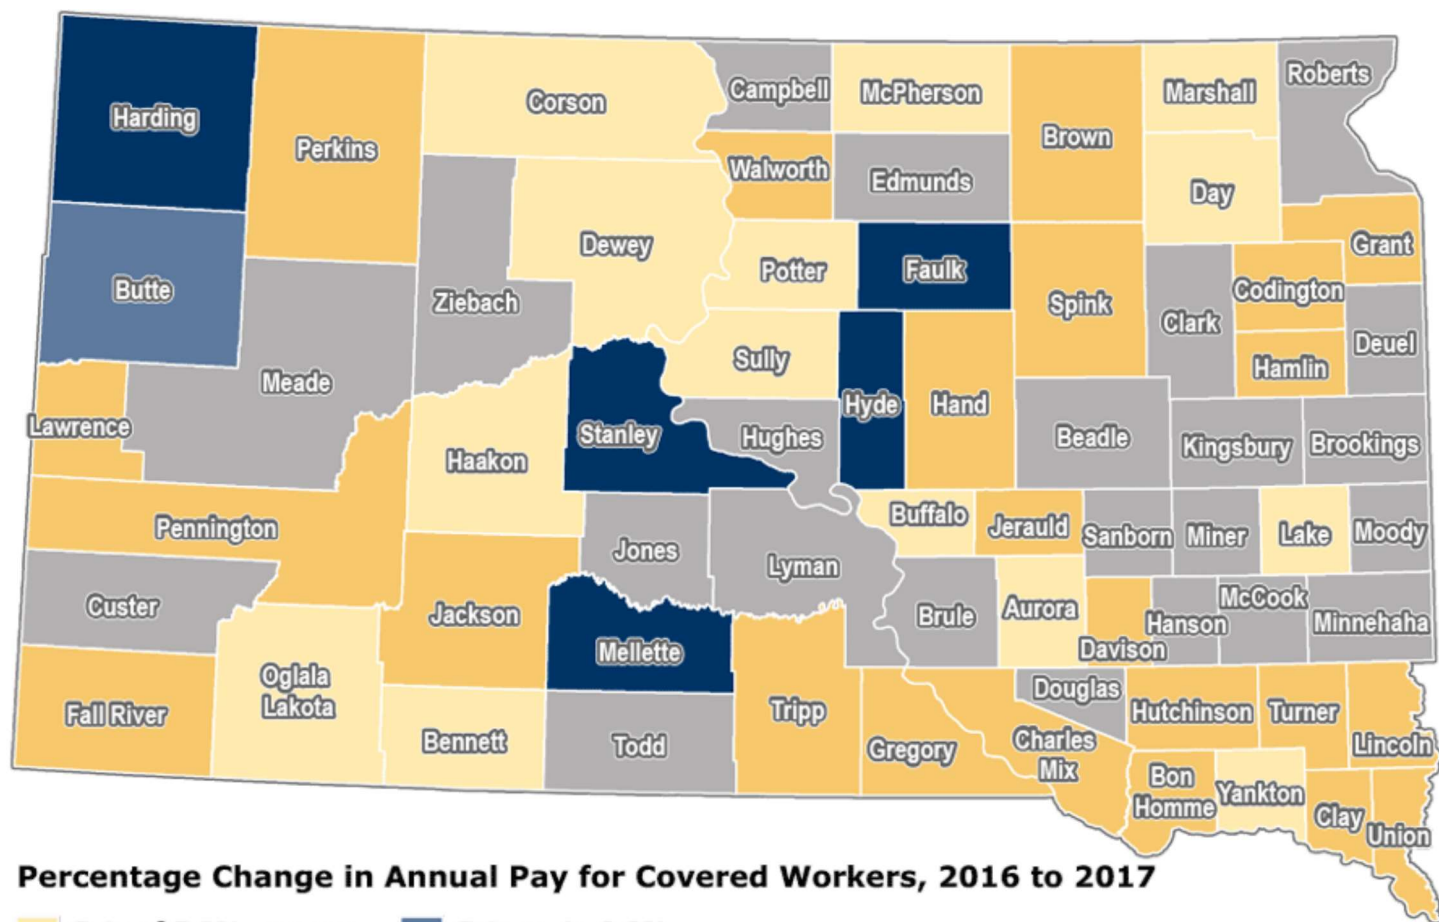 Harding
Perkins
Corson
Campbell
McPherson
Brown
Marshall
Roberts
Walworth
Edmunds
Day
Butte
Ziebach
Dewey
Potter
Faulk
Spink
Clark
Codington
Grant
Meade
Sully
Hamlin
Deuel
Lawrence
Haakon
Stanley
Hughes
Hyde
Hand
Beadle
Kingsbury
Brookings
Pennington
Jones
Lyman
Buffalo
Jerauld
Sanborn
Miner
Lake
Moody
Custer
Jackson
Mellette
Brule
Aurora
Davison
Hanson
McCook
Minnehaha
Fall River
Oglala
Lakota
Bennett
Todd
Tripp
Gregory
Charles
Mix
Douglas
Hutchinson
Turner
Lincoln
Bon
Homme
Yankton
Clay
Union
Percentage Change in Annual Pay for Covered Workers, 2016 to 2017